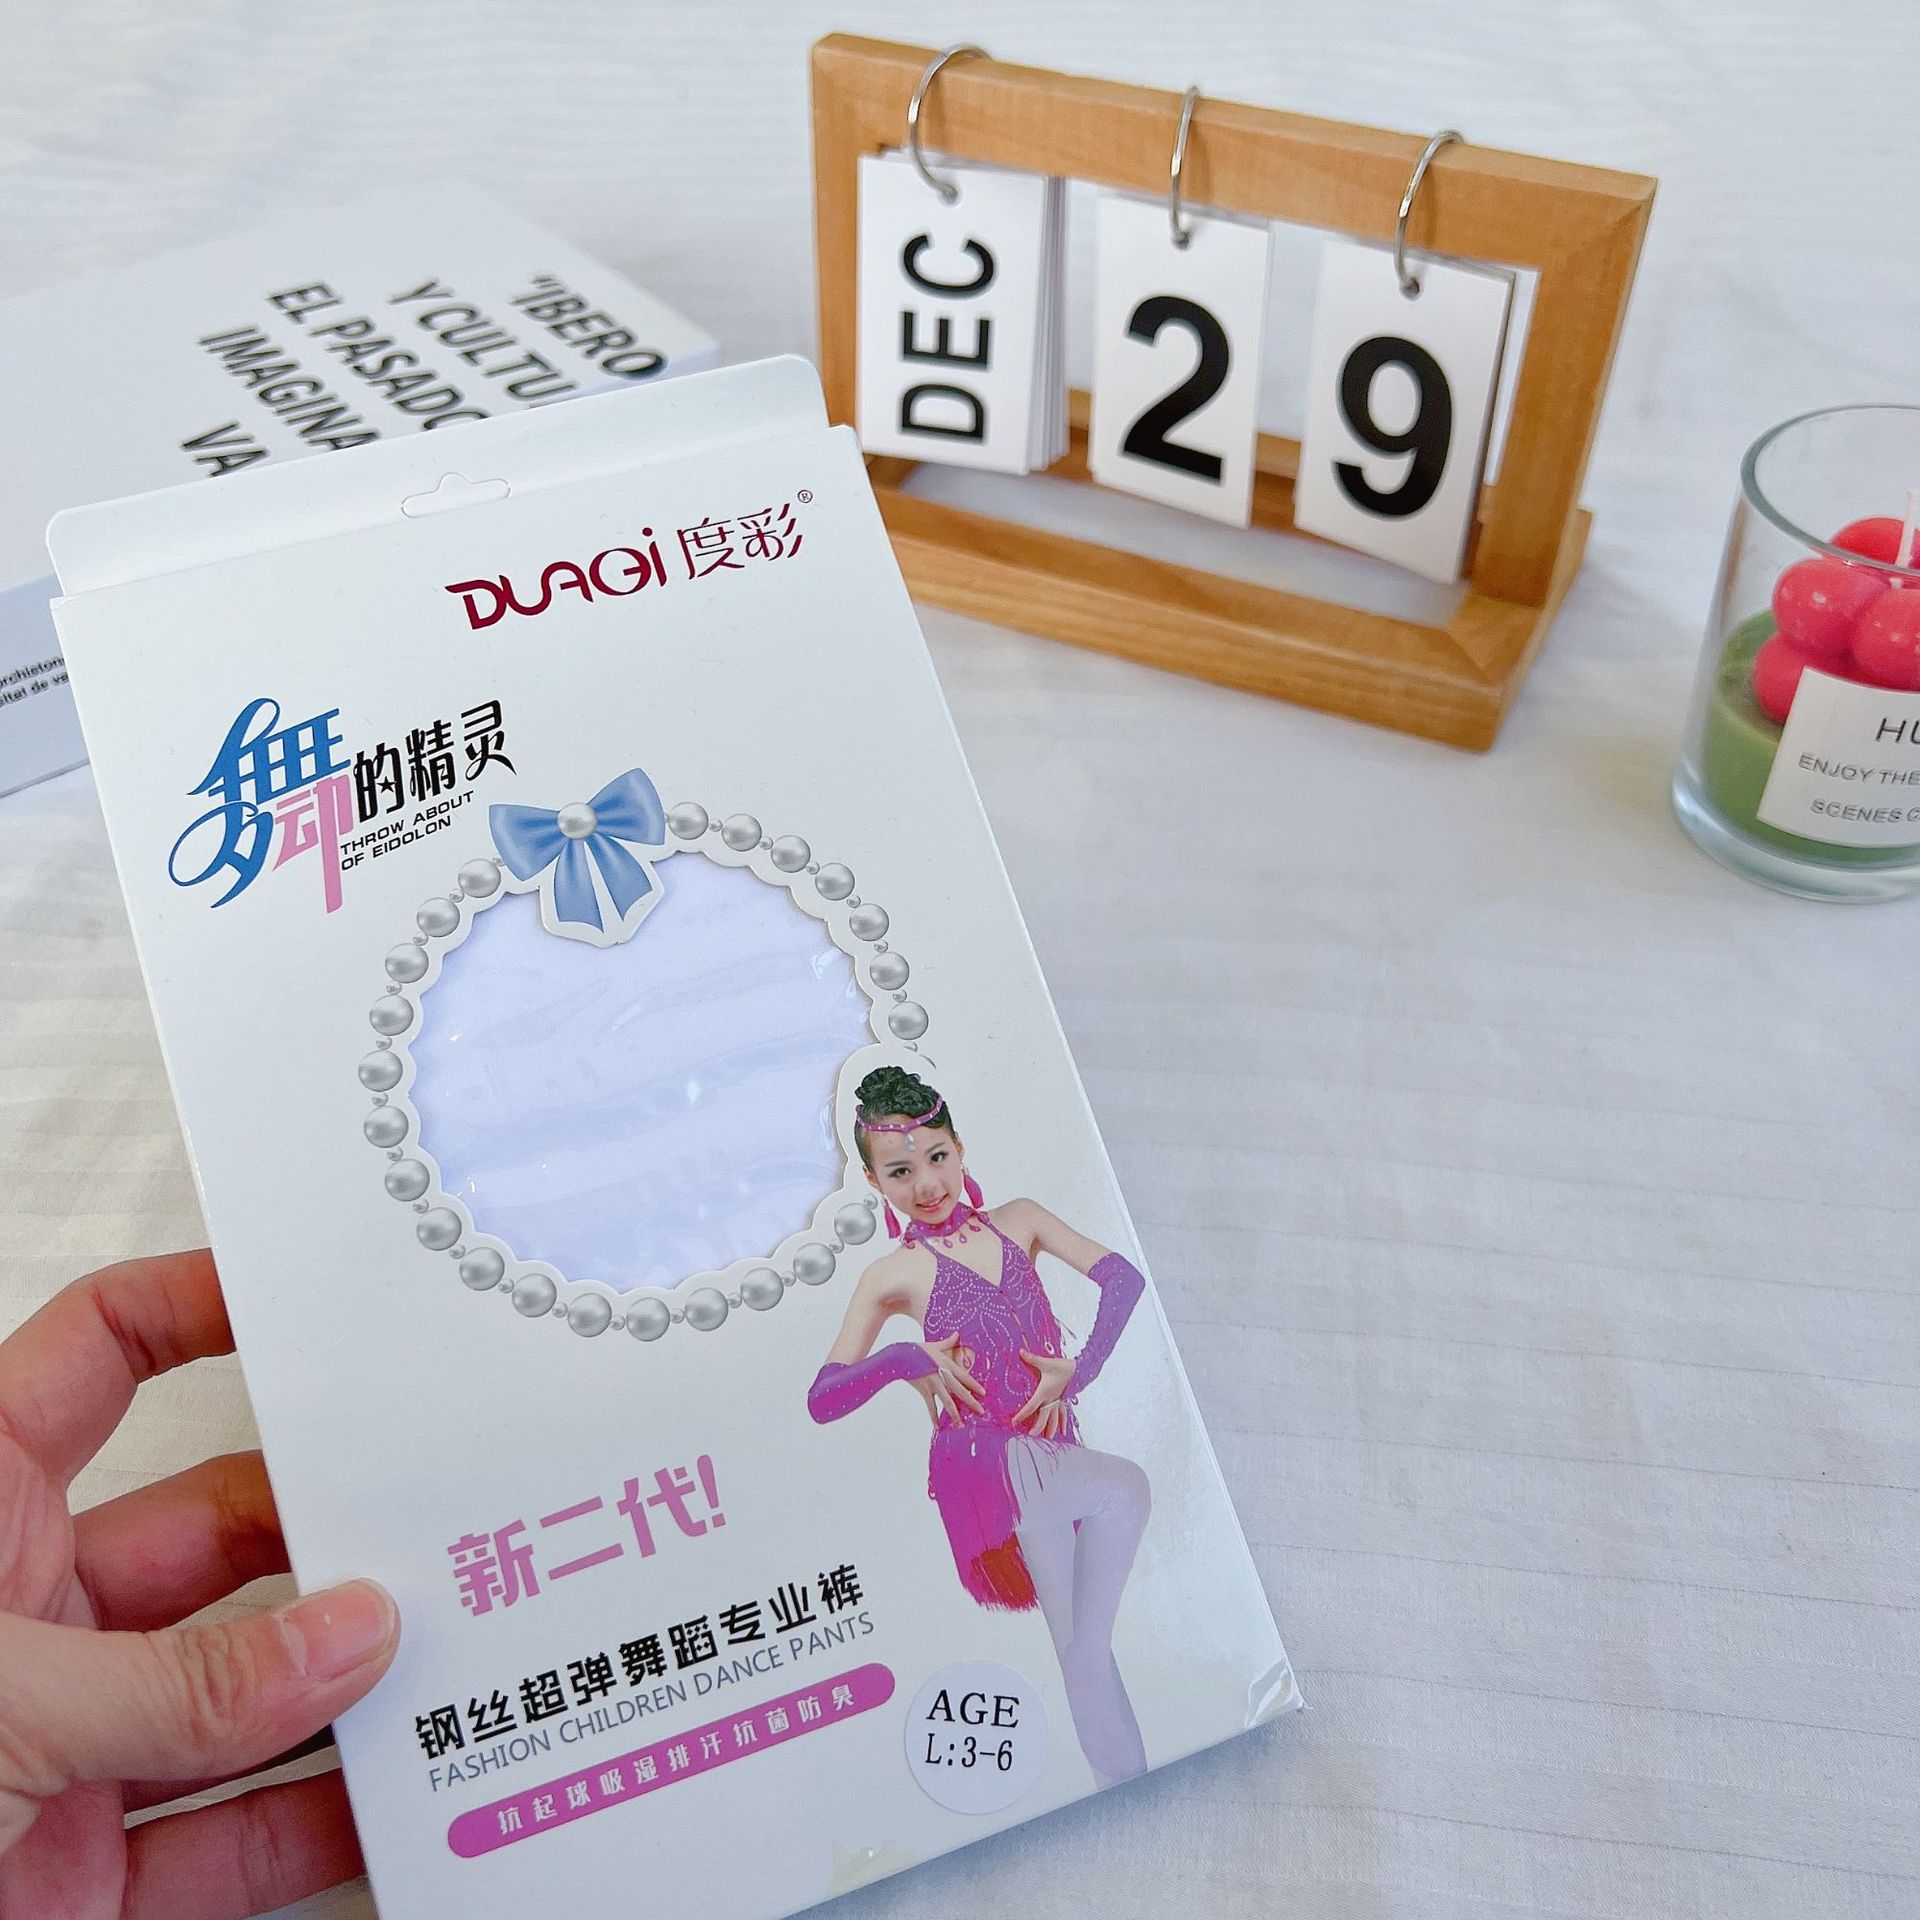 DEC 29
"IBERO
Y CULTU
EL PASADO
IMAGINA
VA
DUAQi 度彩®
舞动的精灵
THROW ABOUT
OF EIDOLON
新二代!
钢丝超弹舞蹈专业裤
FASHION CHILDREN DANCE PANTS
抗起球吸湿排汗抗菌防臭
AGE
L:3-6
HU
ENJOY THE
SCENES